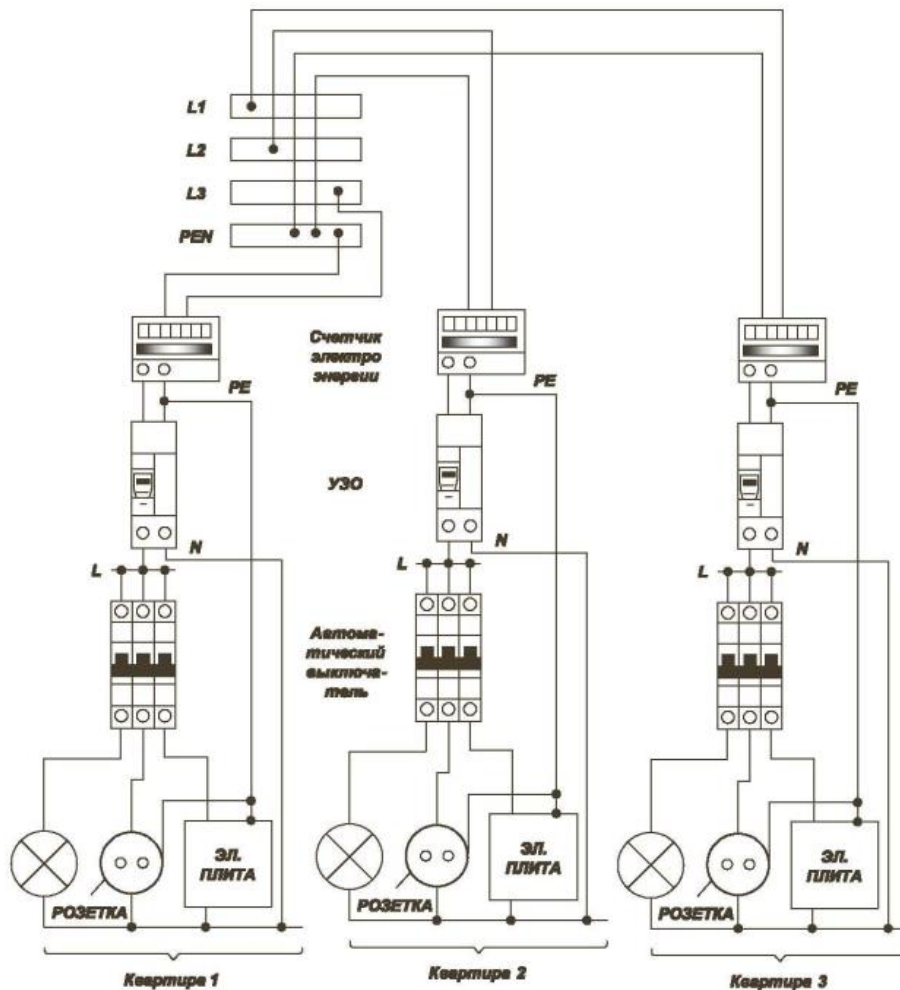 L1
L2
L3
PEN
Счетчик
электро
энергии
PE
PE
PE
УЗО
N
N
N
L
L
L
Автома-
тический
выключа-
тель
ЭЛ.
ПЛИТА
ЭЛ.
ПЛИТА
ЭЛ.
ПЛИТА
РОЗЕТКА
РОЗЕТКА
РОЗЕТКА
Квартира 1
Квартира 2
Квартира 3